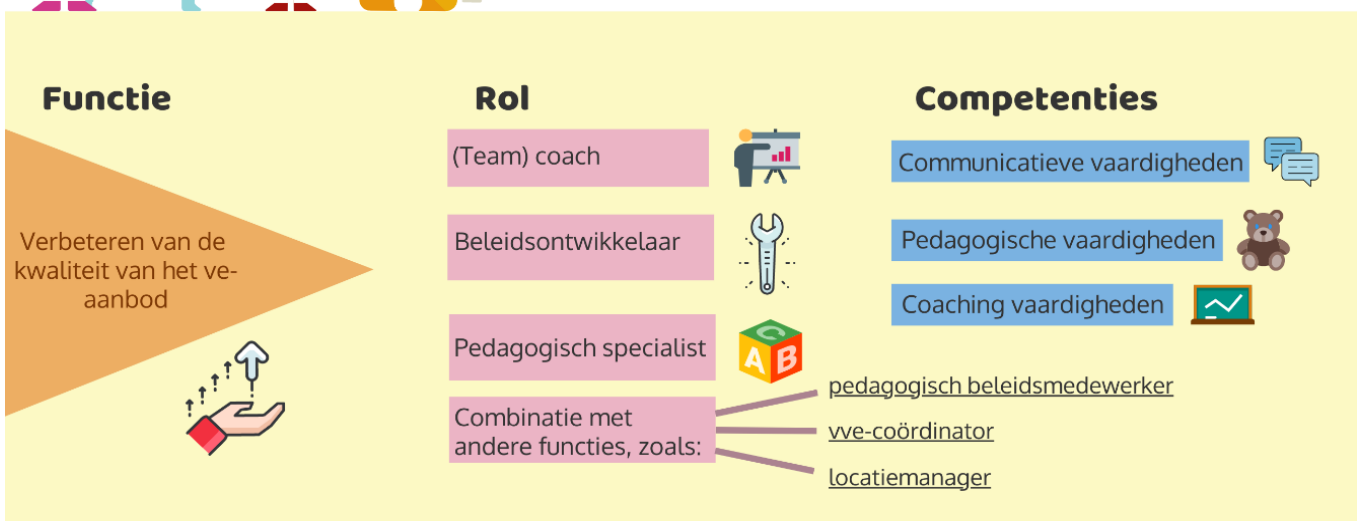 Functie
Verbeteren van de
kwaliteit van het ve-
aanbod
Rol
(Team) coach
Beleidsontwikkelaar
Pedagogisch specialist
Combinatie met
andere functies, zoals:
pedagogisch beleidsmedewerker
vve-coördinator
locatiemanager
Competenties
Communicatieve vaardigheden
Pedagogische vaardigheden
Coaching vaardigheden
C
A B